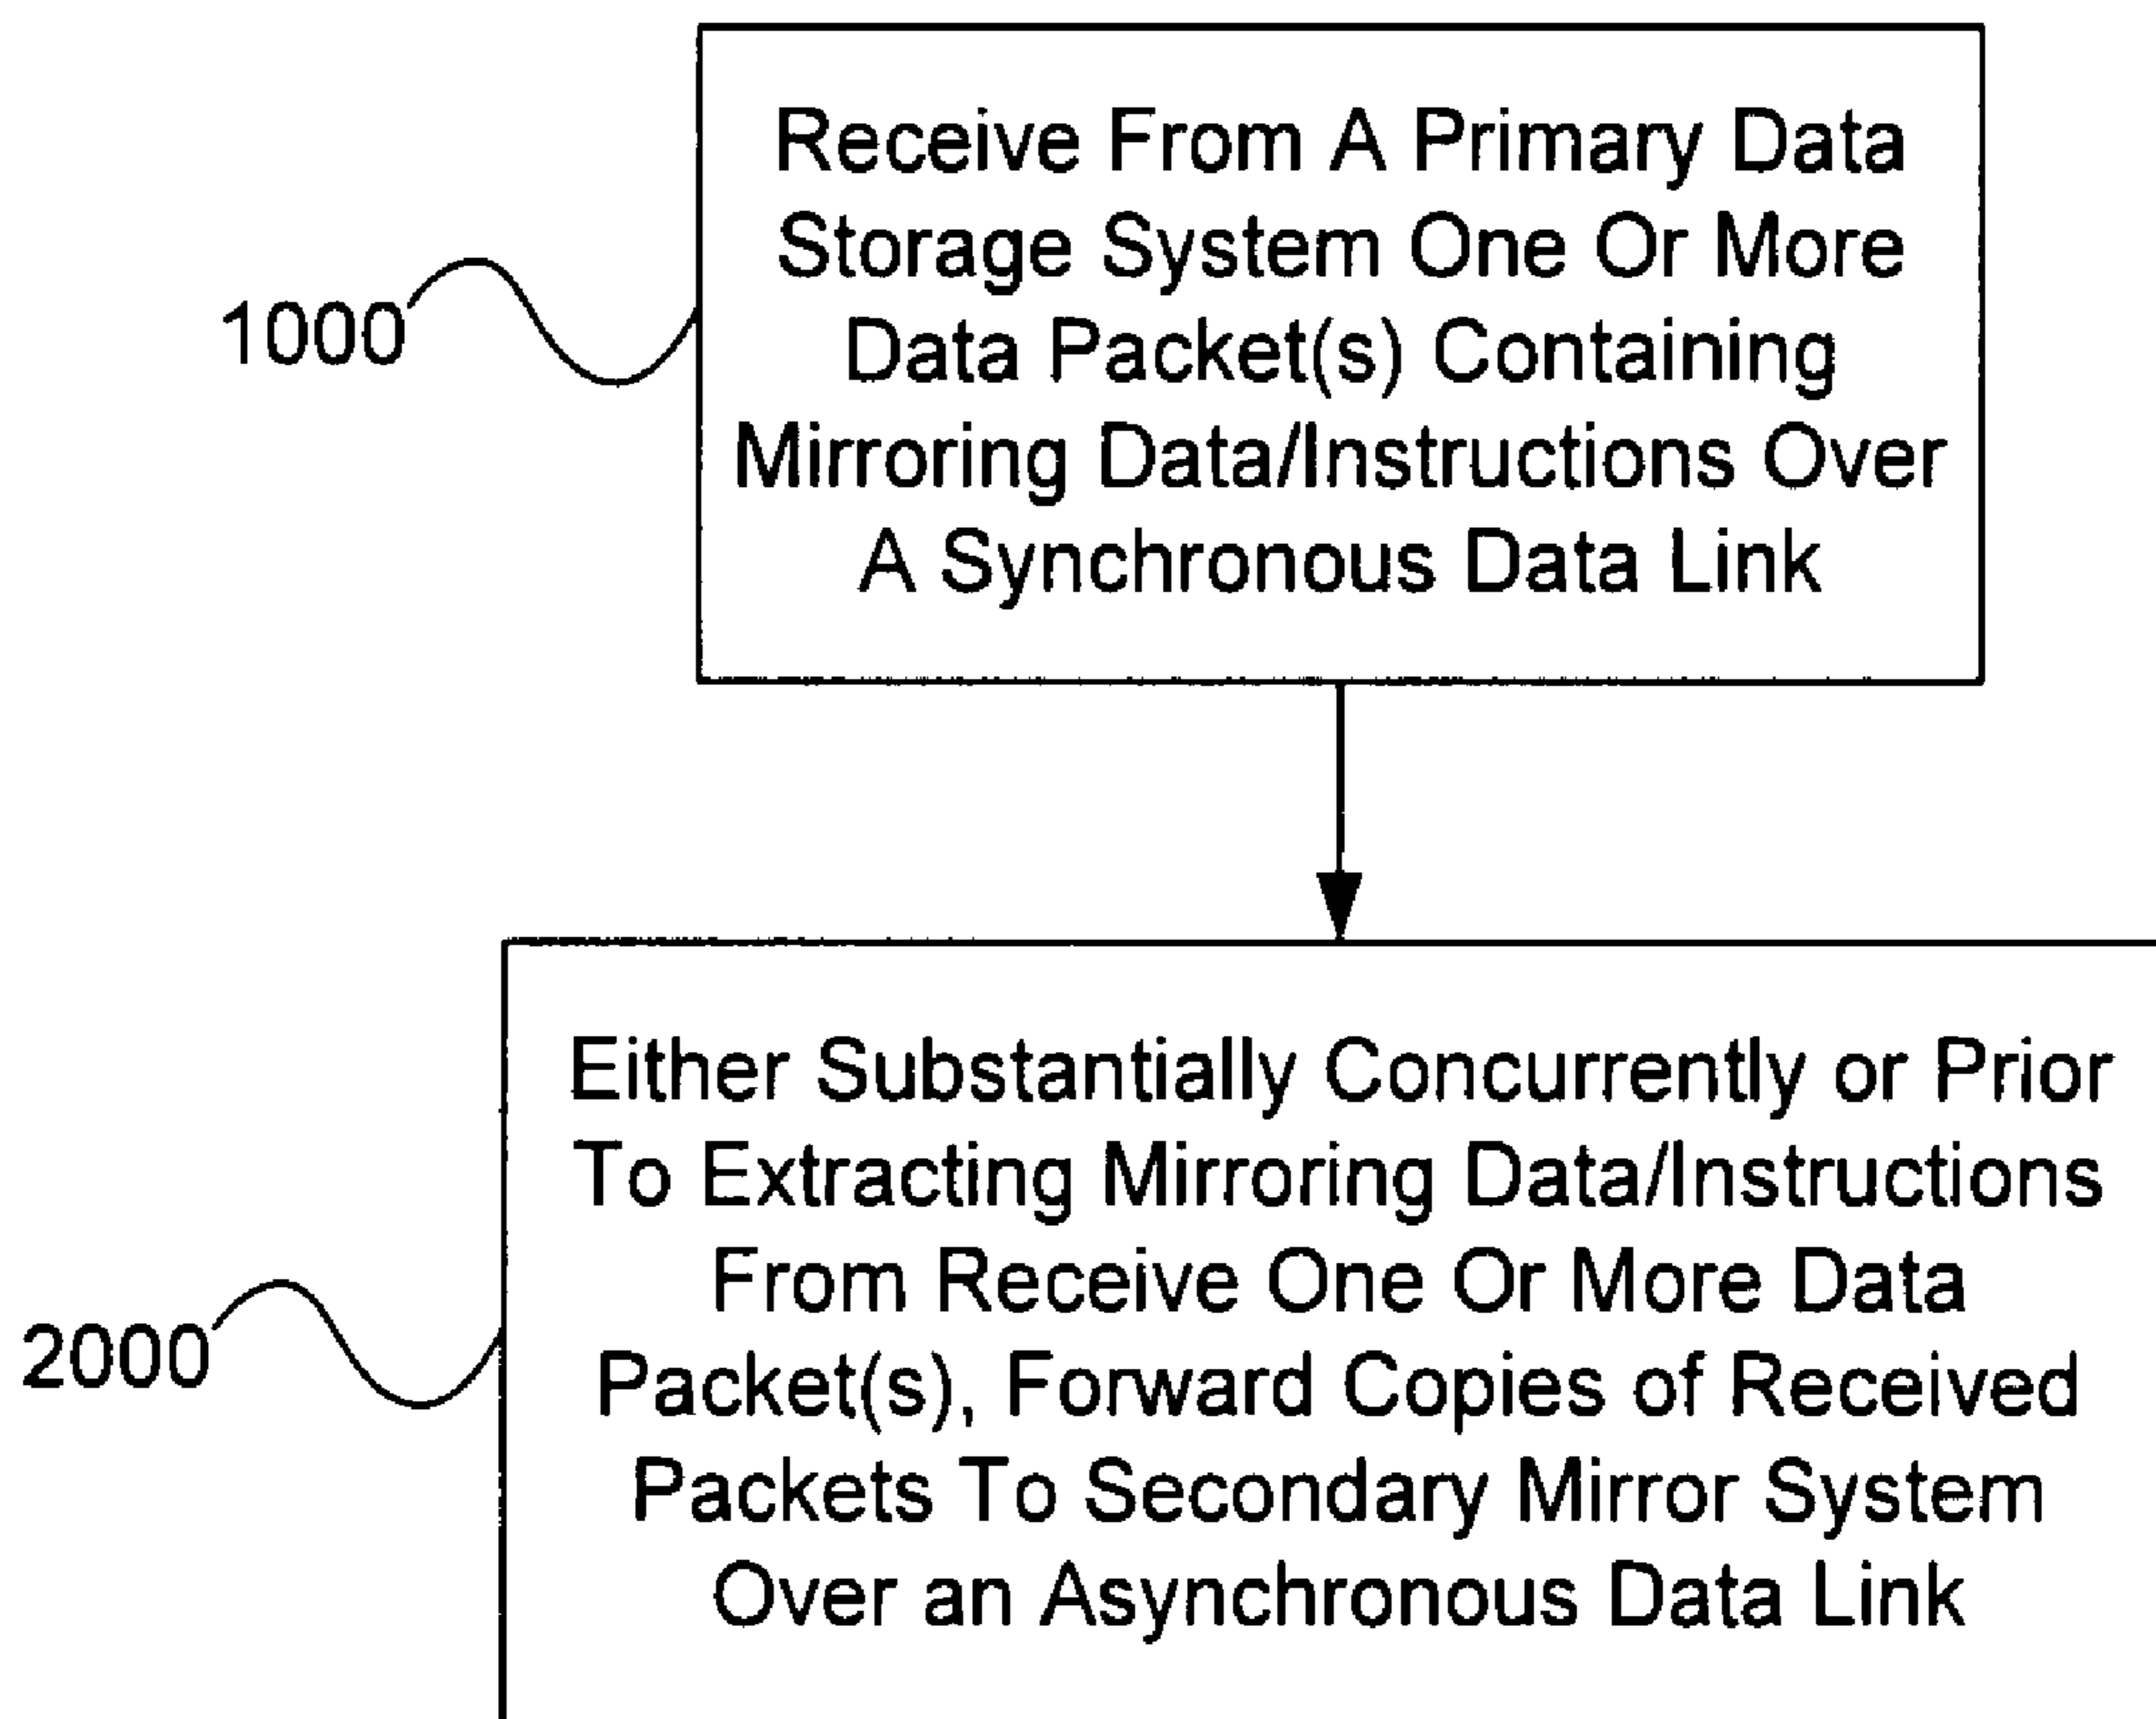 Receive From A Primary Data
Storage System One Or More
Data Packet(s) Containing
Mirroring Data/Instructions Over
A Synchronous Data Link
1000
Either Substantially Concurrently or Prior
To Extracting Mirroring Data/Instructions
From Receive One Or More Data
Packet(s), Forward Copies of Received
Packets To Secondary Mirror System
Over an Asynchronous Data Link
2000